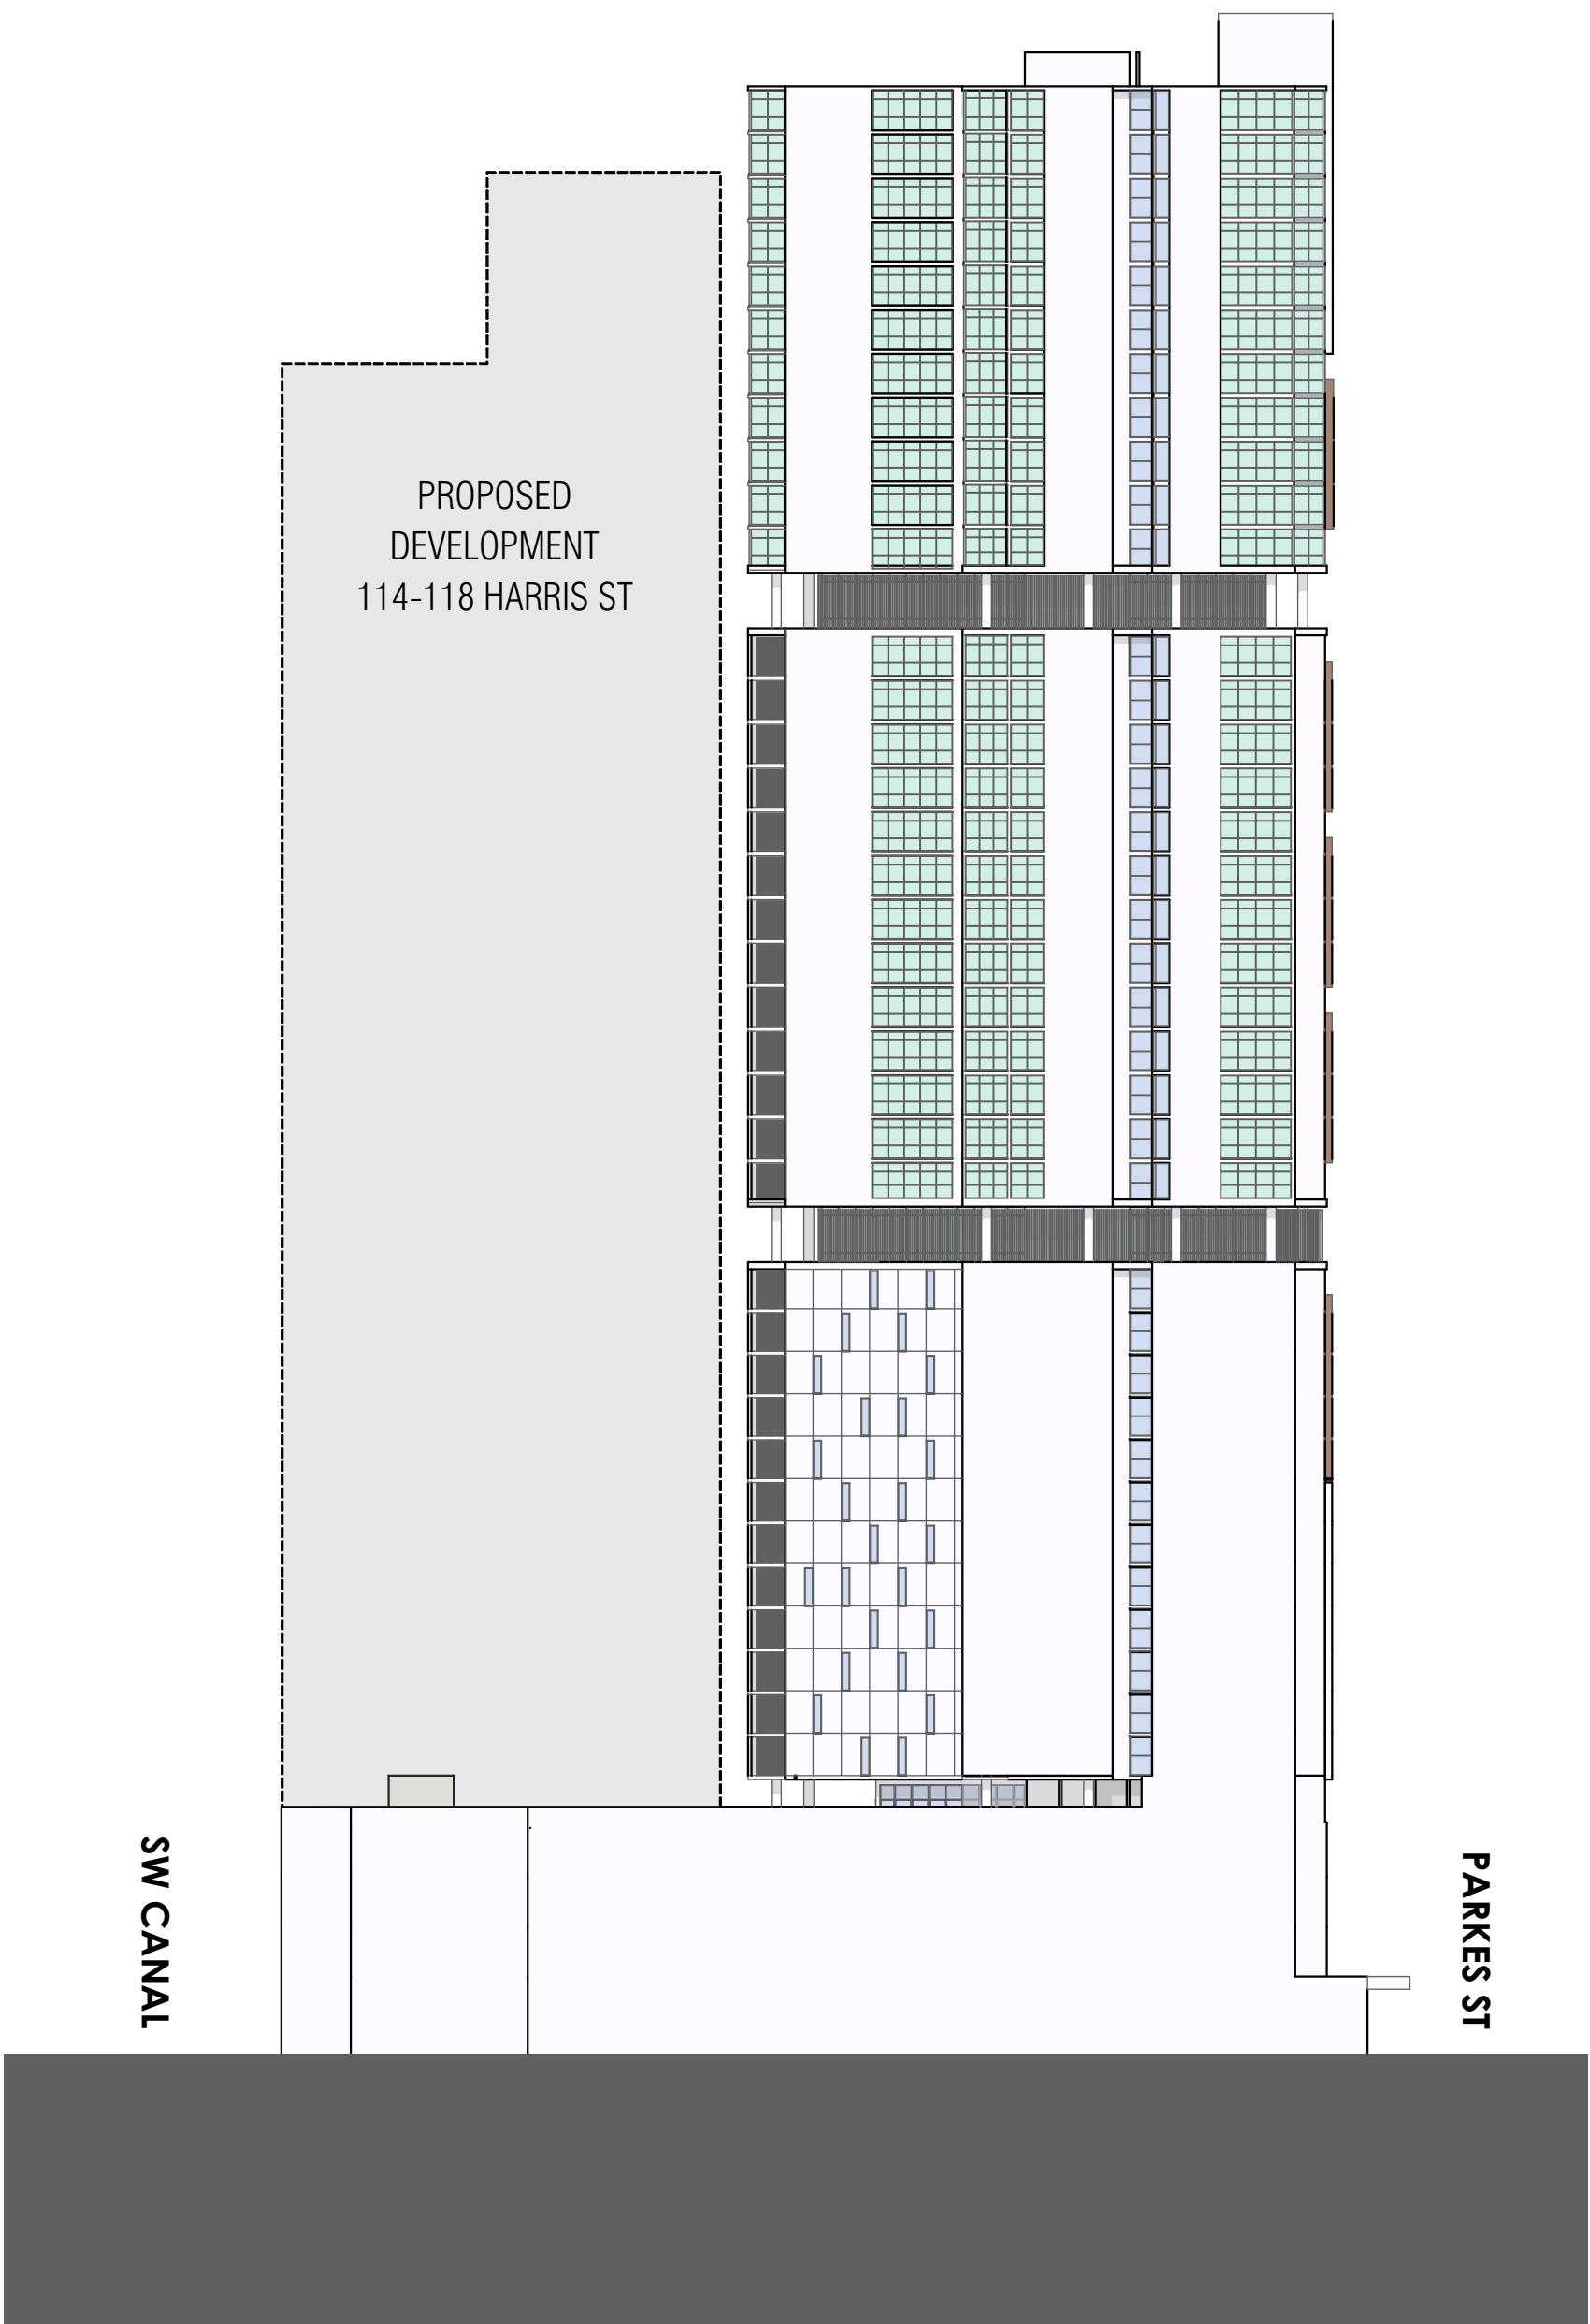 PROPOSED
DEVELOPMENT
114-118 HARRIS ST
SW CANAL
PARKES ST